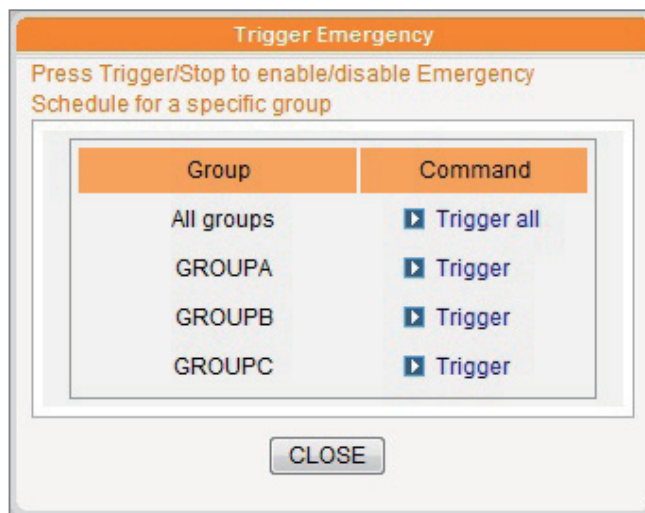 Trigger Emergency
Press Trigger/Stop to enable/disable Emergency
Schedule for a specific group
Group Command
All groups Trigger all
GROUPA Trigger
GROUPB Trigger
GROUPC Trigger
CLOSE